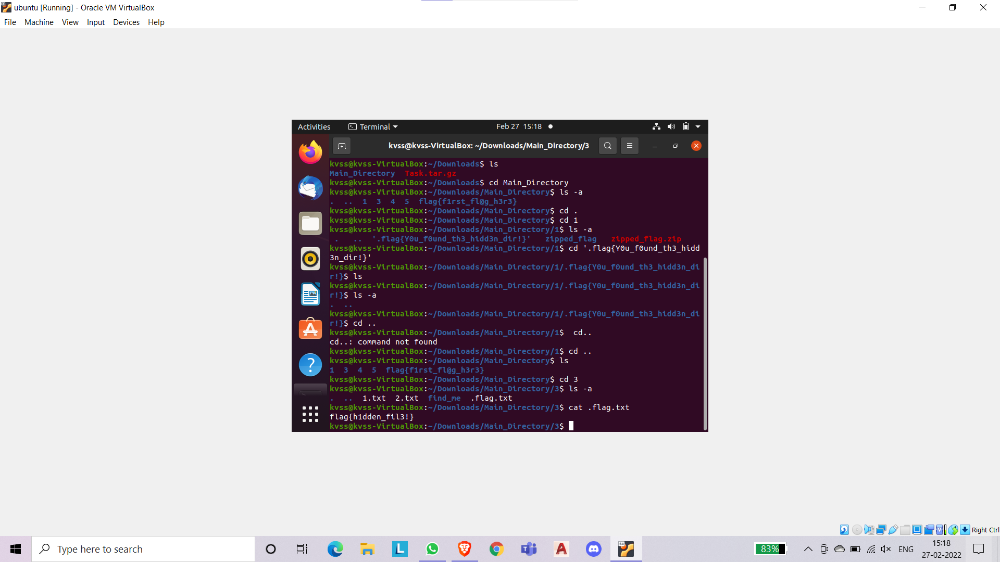 ubuntu [Running] - Oracle VM VirtualBox
File Machine View Input Devices Help
Activities Terminal Feb 27 15:18
kvss@kvss-VirtualBox: ~/Downloads/Main_Directory/3
kvss@kvss-VirtualBox:~/Downloads$ ls
Main_Directory  Task.tar.gz
kvss@kvss-VirtualBox:~/Downloads$ cd Main_Directory
kvss@kvss-VirtualBox:~/Downloads/Main_Directory$ ls -a
.  ..  1  3  4  5  flag{f1rst_fl@g_h3r3}
kvss@kvss-VirtualBox:~/Downloads/Main_Directory$ cd .
kvss@kvss-VirtualBox:~/Downloads/Main_Directory$ cd 1
kvss@kvss-VirtualBox:~/Downloads/Main_Directory/1$ ls -a
.   ..  '.flag{Y0u_f0und_th3_hidd3n_dir!}'   zipped_flag   zipped_flag.zip
kvss@kvss-VirtualBox:~/Downloads/Main_Directory/1$ cd '.flag{Y0u_f0und_th3_hidd
3n_dir!}'
kvss@kvss-VirtualBox:~/Downloads/Main_Directory/1/.flag{Y0u_f0und_th3_hidd3n_di
r!}$ ls
kvss@kvss-VirtualBox:~/Downloads/Main_Directory/1/.flag{Y0u_f0und_th3_hidd3n_di
r!}$ ls -a
.  ..
kvss@kvss-VirtualBox:~/Downloads/Main_Directory/1/.flag{Y0u_f0und_th3_hidd3n_di
r!}$ cd ..
kvss@kvss-VirtualBox:~/Downloads/Main_Directory/1$  cd..
cd..: command not found
kvss@kvss-VirtualBox:~/Downloads/Main_Directory/1$ cd ..
kvss@kvss-VirtualBox:~/Downloads/Main_Directory$ ls
1  3  4  5  flag{f1rst_fl@g_h3r3}
kvss@kvss-VirtualBox:~/Downloads/Main_Directory$ cd 3
kvss@kvss-VirtualBox:~/Downloads/Main_Directory/3$ ls -a
.  ..  1.txt  2.txt  find_me  .flag.txt
kvss@kvss-VirtualBox:~/Downloads/Main_Directory/3$ cat .flag.txt
flag{h1dden_fil3!}
kvss@kvss-VirtualBox:~/Downloads/Main_Directory/3$
Right Ctrl
Type here to search
83%
ENG
15:18
27-02-2022